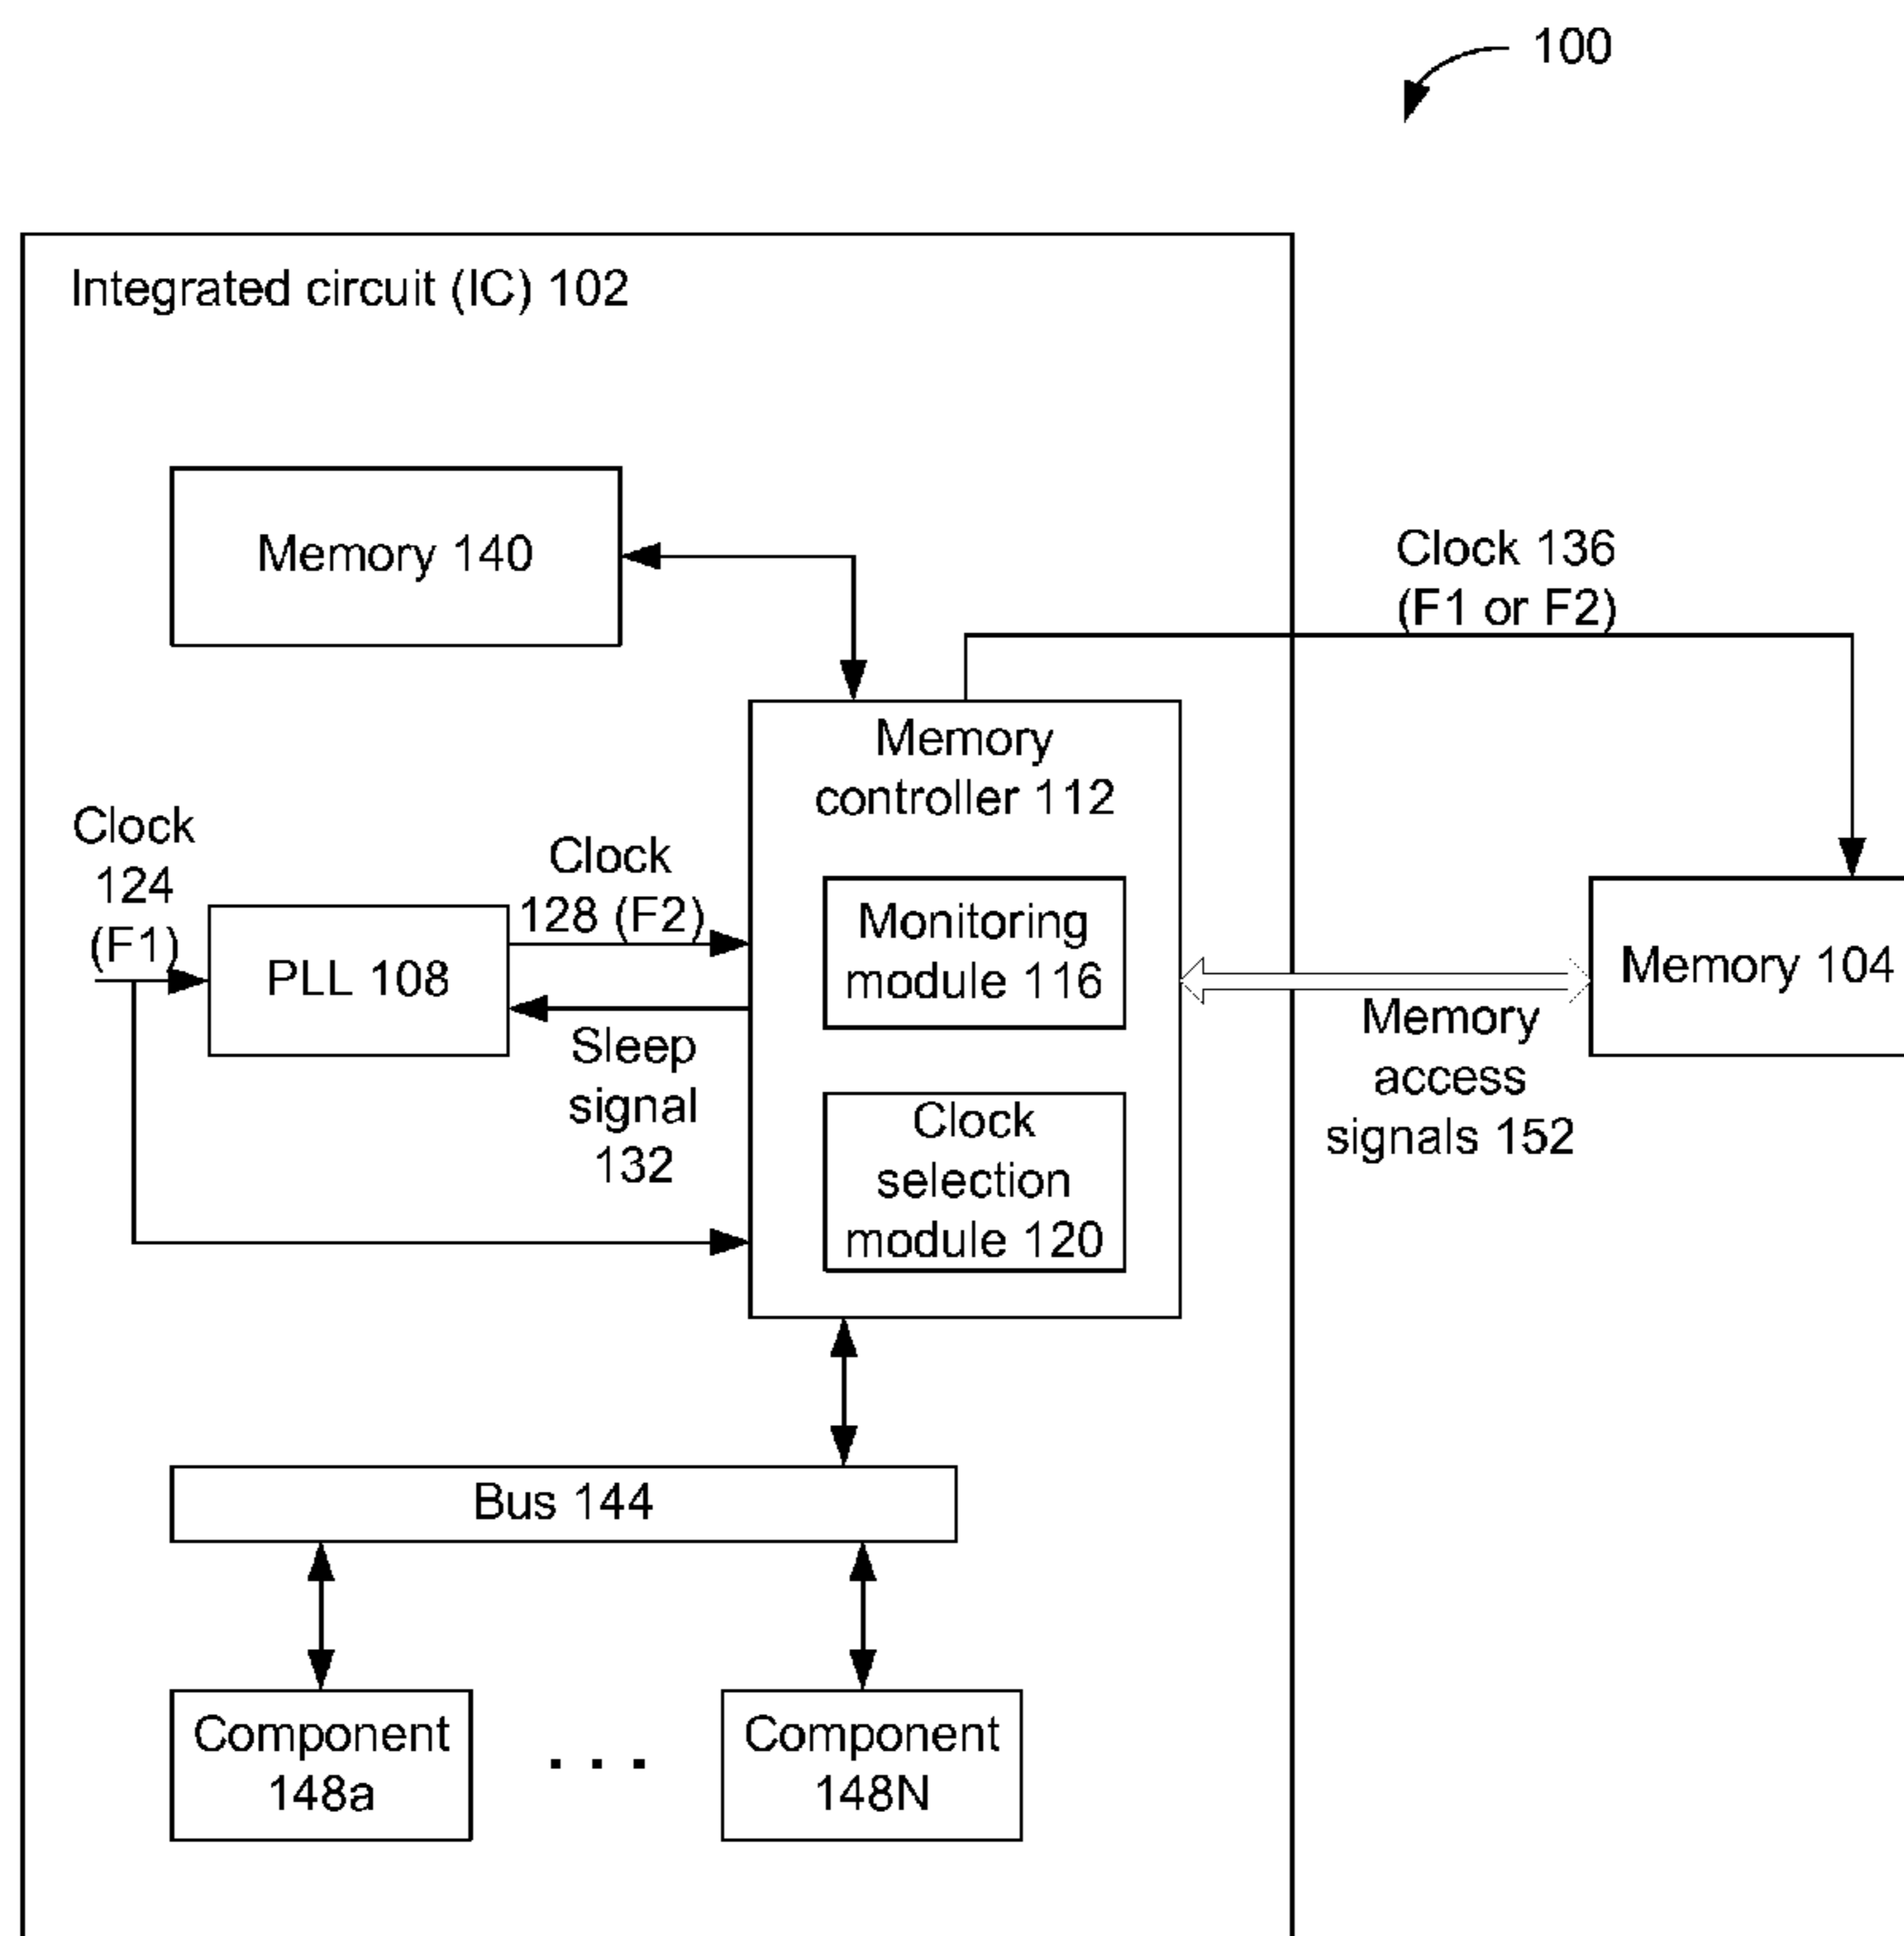 100
Integrated circuit (IC) 102
Memory 140
Clock 136
(F1 or F2)
Memory
controller 112
Clock
124
(F1)
Clock
128 (F2)
PLL 108
Monitoring
module 116
Memory 104
Sleep
signal
132
Memory
access
signals 152
Clock
selection
module 120
Bus 144
Component
148a
. . .
Component
148N